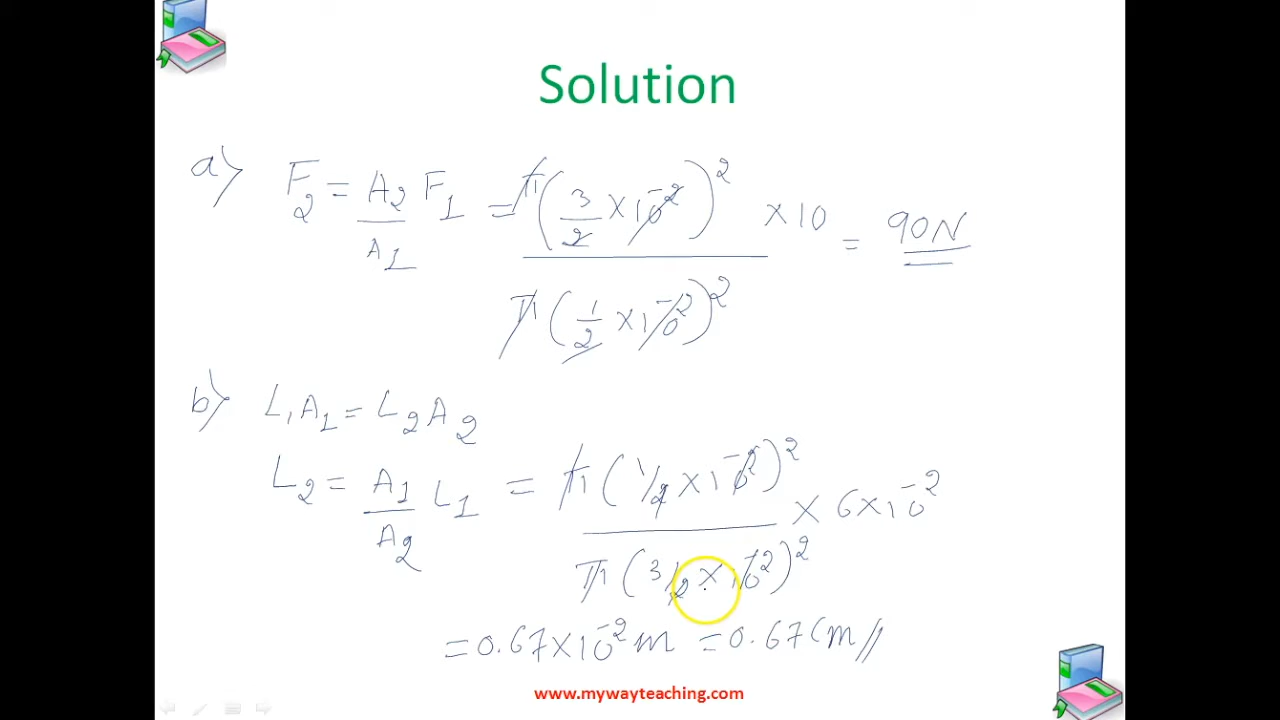 Solution
a) F₂ = A₂/A₁ F₁ = π(3/2 × 10⁻²)² / π(1/2 × 10⁻²)² × 10 = 90N
b) L₁A₁ = L₂A₂
L₂ = A₁/A₂ L₁ = π(1/2 × 10⁻²)² / π(3/2 × 10⁻²)² × 6 × 10⁻²
= 0.67 × 10⁻² m = 0.67 Cm //
www.mywayteaching.com